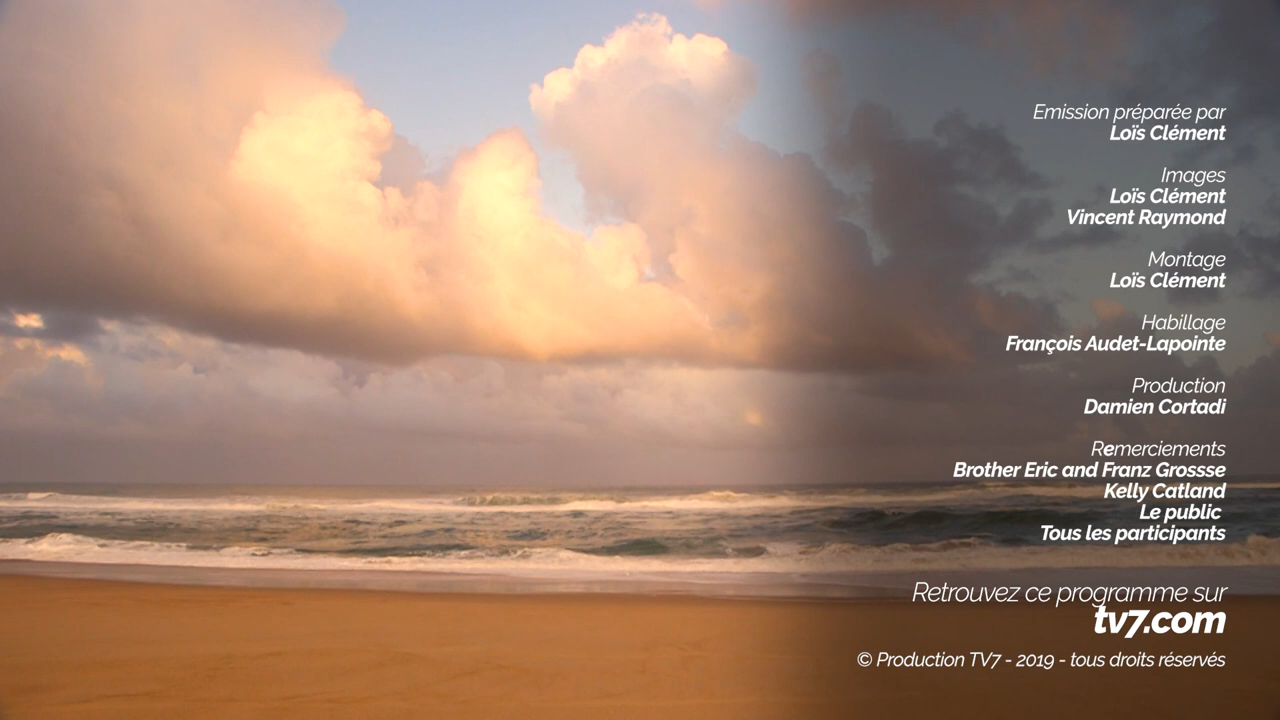 Emission préparée par
Loïs Clément
Images
Loïs Clément
Vincent Raymond
Montage
Loïs Clément
Habillage
François Audet-Lapointe
Production
Damien Cortadi
Remerciements
Brother Eric and Franz Grossse
Kelly Catland
Le public
Tous les participants
Retrouvez ce programme sur
tv7.com
© Production TV7 - 2019 - tous droits réservés